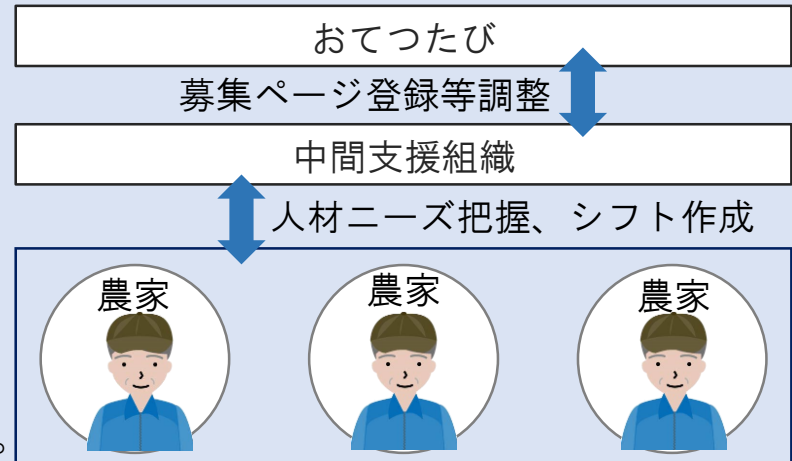 おてつたび
募集ページ登録等調整
中間支援組織
人材ニーズ把握、シフト作成
農家 農家 農家
。